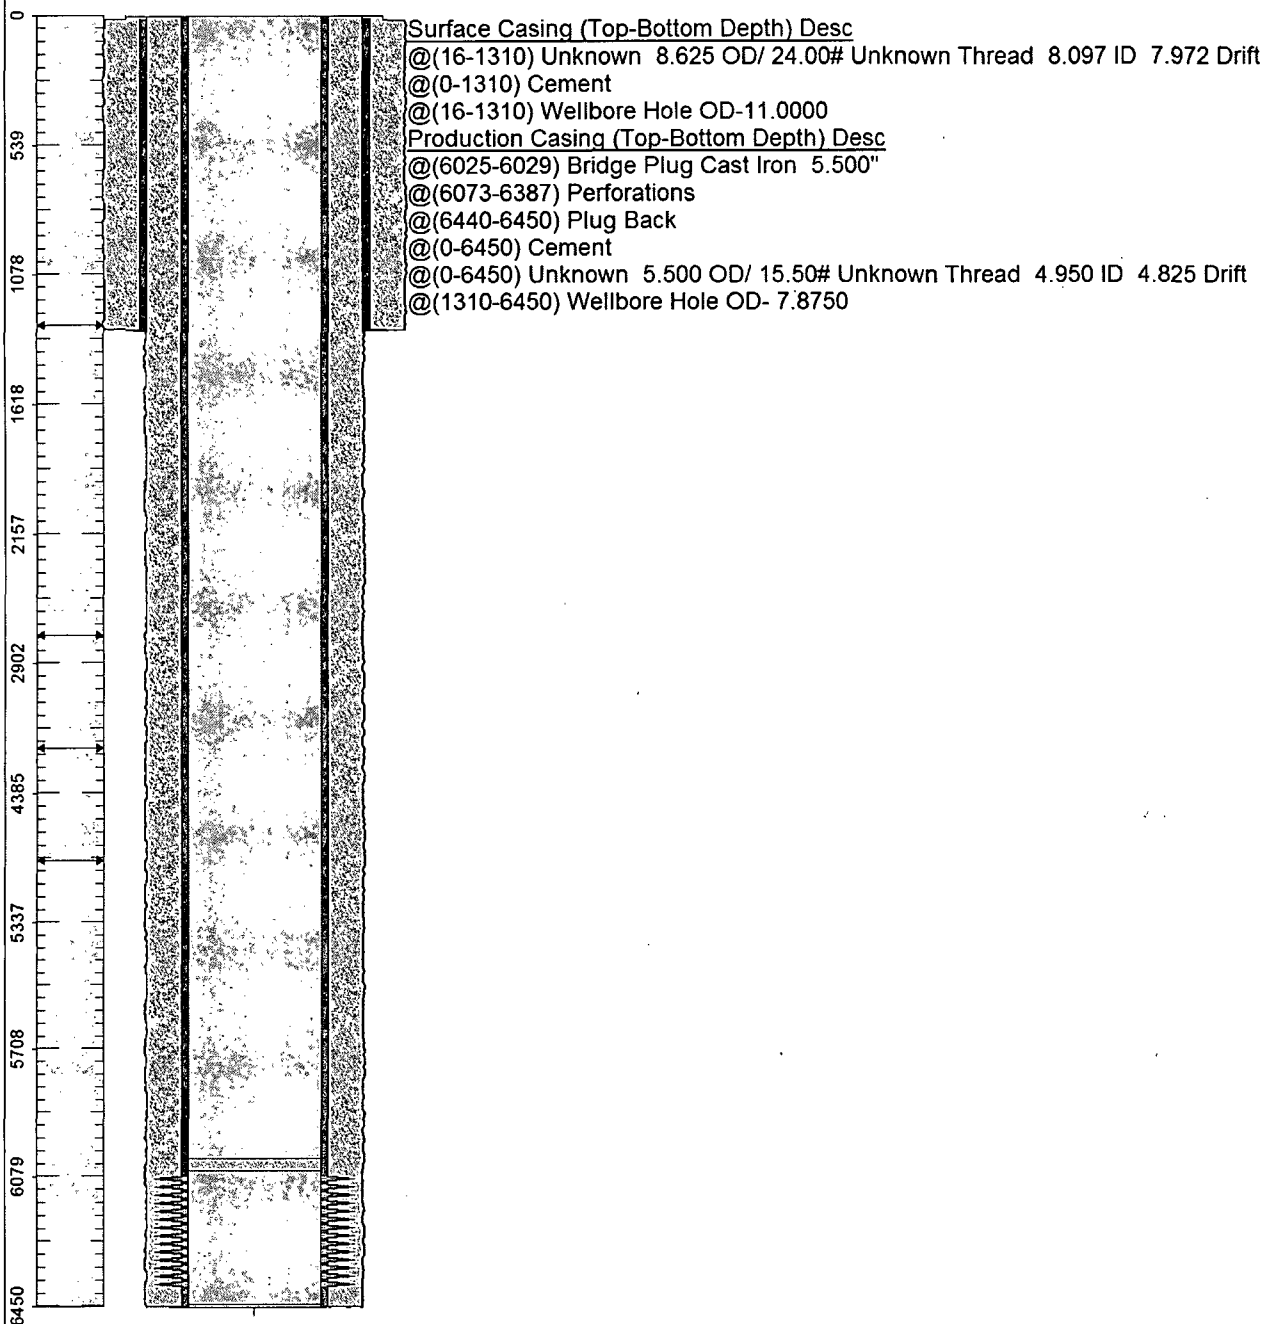 Surface Casing (Top-Bottom Depth) Desc
@(16-1310) Unknown 8.625 OD/ 24.00# Unknown Thread 8.097 ID 7.972 Drift
@(0-1310) Cement
@(16-1310) Wellbore Hole OD-11.0000
Production Casing (Top-Bottom Depth) Desc
@(6025-6029) Bridge Plug Cast Iron 5.500"
@(6073-6387) Perforations
@(6440-6450) Plug Back
@(0-6450) Cement
@(0-6450) Unknown 5.500 OD/ 15.50# Unknown Thread 4.950 ID 4.825 Drift
@(1310-6450) Wellbore Hole OD- 7.8750
0
539
1078
1618
2157
2902
4385
5337
5708
6079
6450